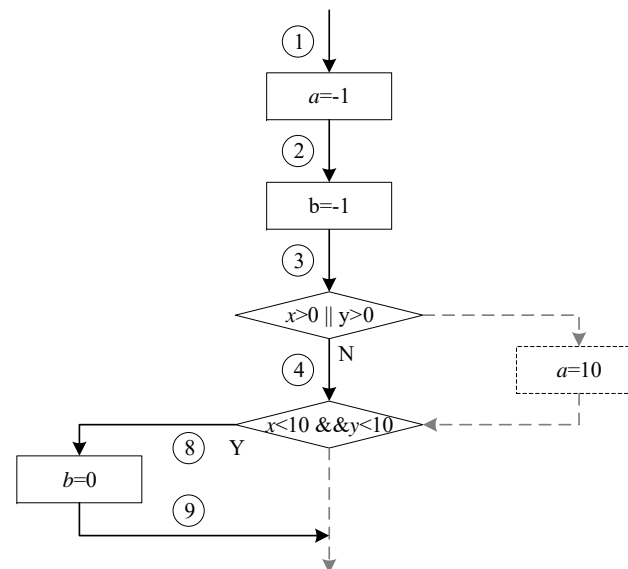 ①
a=-1
②
b=-1
③
x>0 || y>0
N
④
a=10
x<10 &&y<10
⑧
Y
b=0
⑨